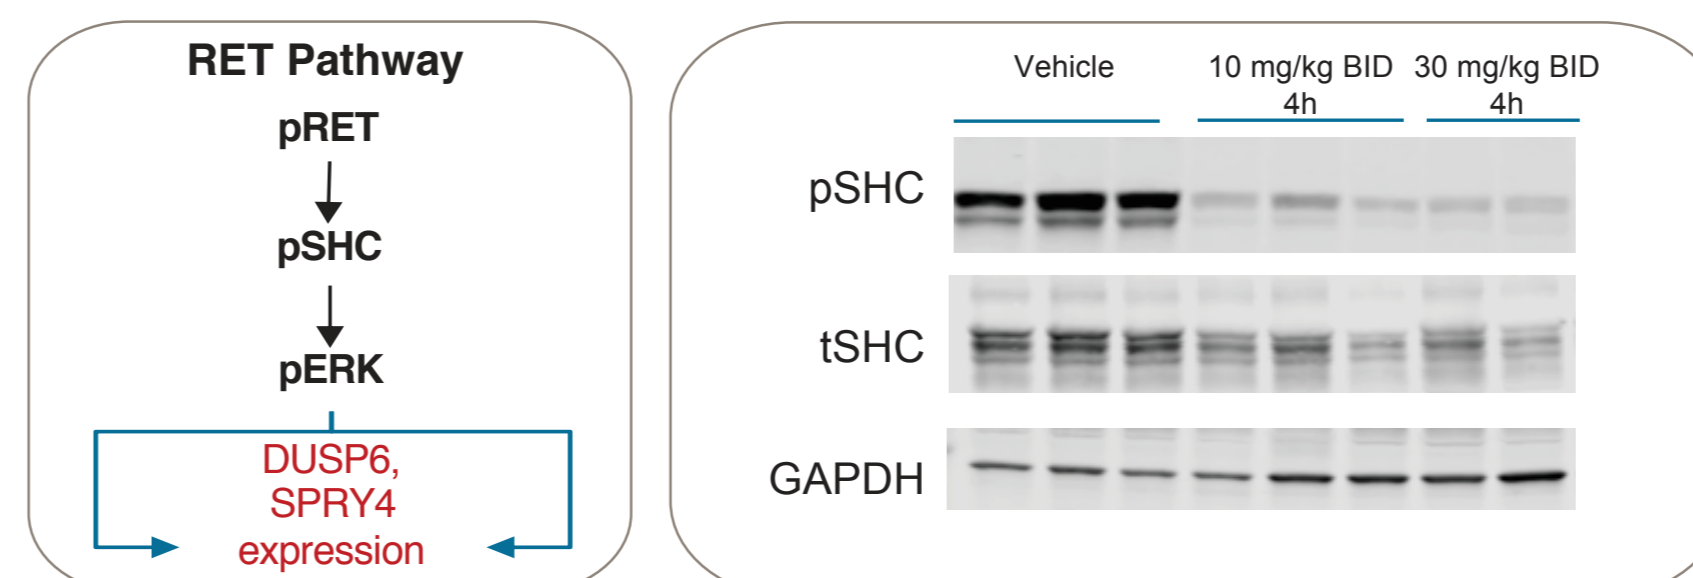 RET Pathway
pRET
pSHC
pERK
DUSP6,
SPRY4
expression
Vehicle
10 mg/kg BID
4h
30 mg/kg BID
4h
pSHC
tSHC
GAPDH